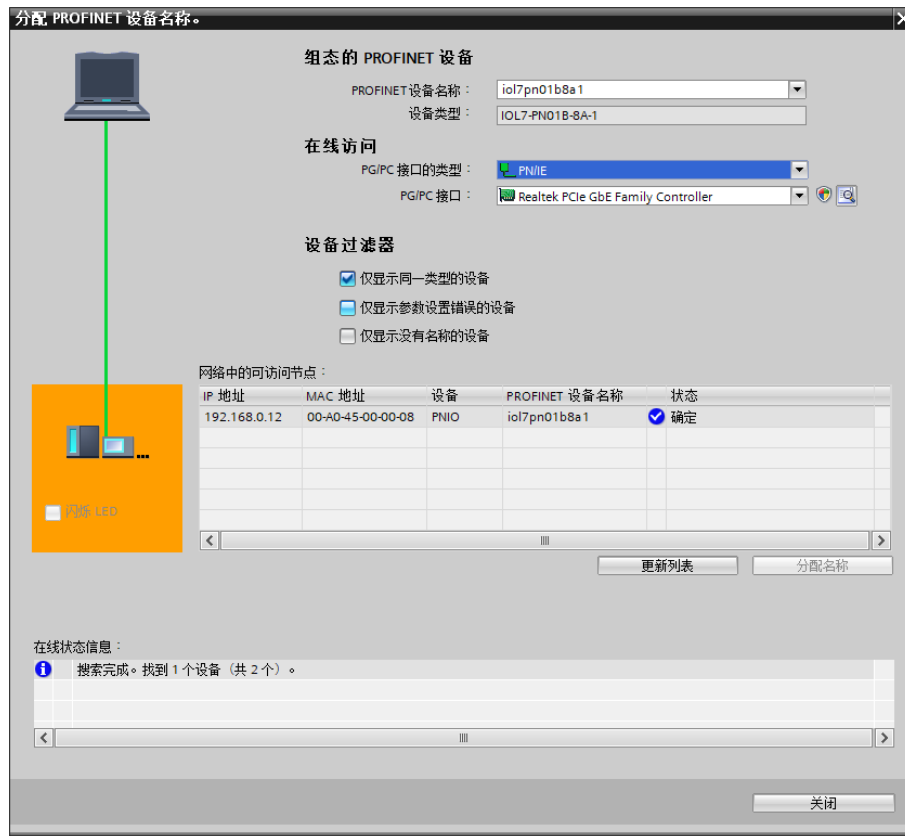 分配 PROFINET 设备名称。
组态的 PROFINET 设备
PROFINET设备名称： iol7pn01b8a1
设备类型： IOL7-PN01B-8A-1
在线访问
PG/PC 接口的类型： PN/IE
PG/PC 接口： Realtek PCIe GbE Family Controller
设备过滤器
仅显示同一类型的设备
仅显示参数设置错误的设备
仅显示没有名称的设备
网络中的可访问节点：
IP 地址 MAC 地址 设备 PROFINET 设备名称 状态
192.168.0.12 00-A0-45-00-00-08 PNIO iol7pn01b8a1 确定
闪烁 LED
更新列表 分配名称
在线状态信息：
搜索完成。找到 1 个设备（共 2 个）。
关闭